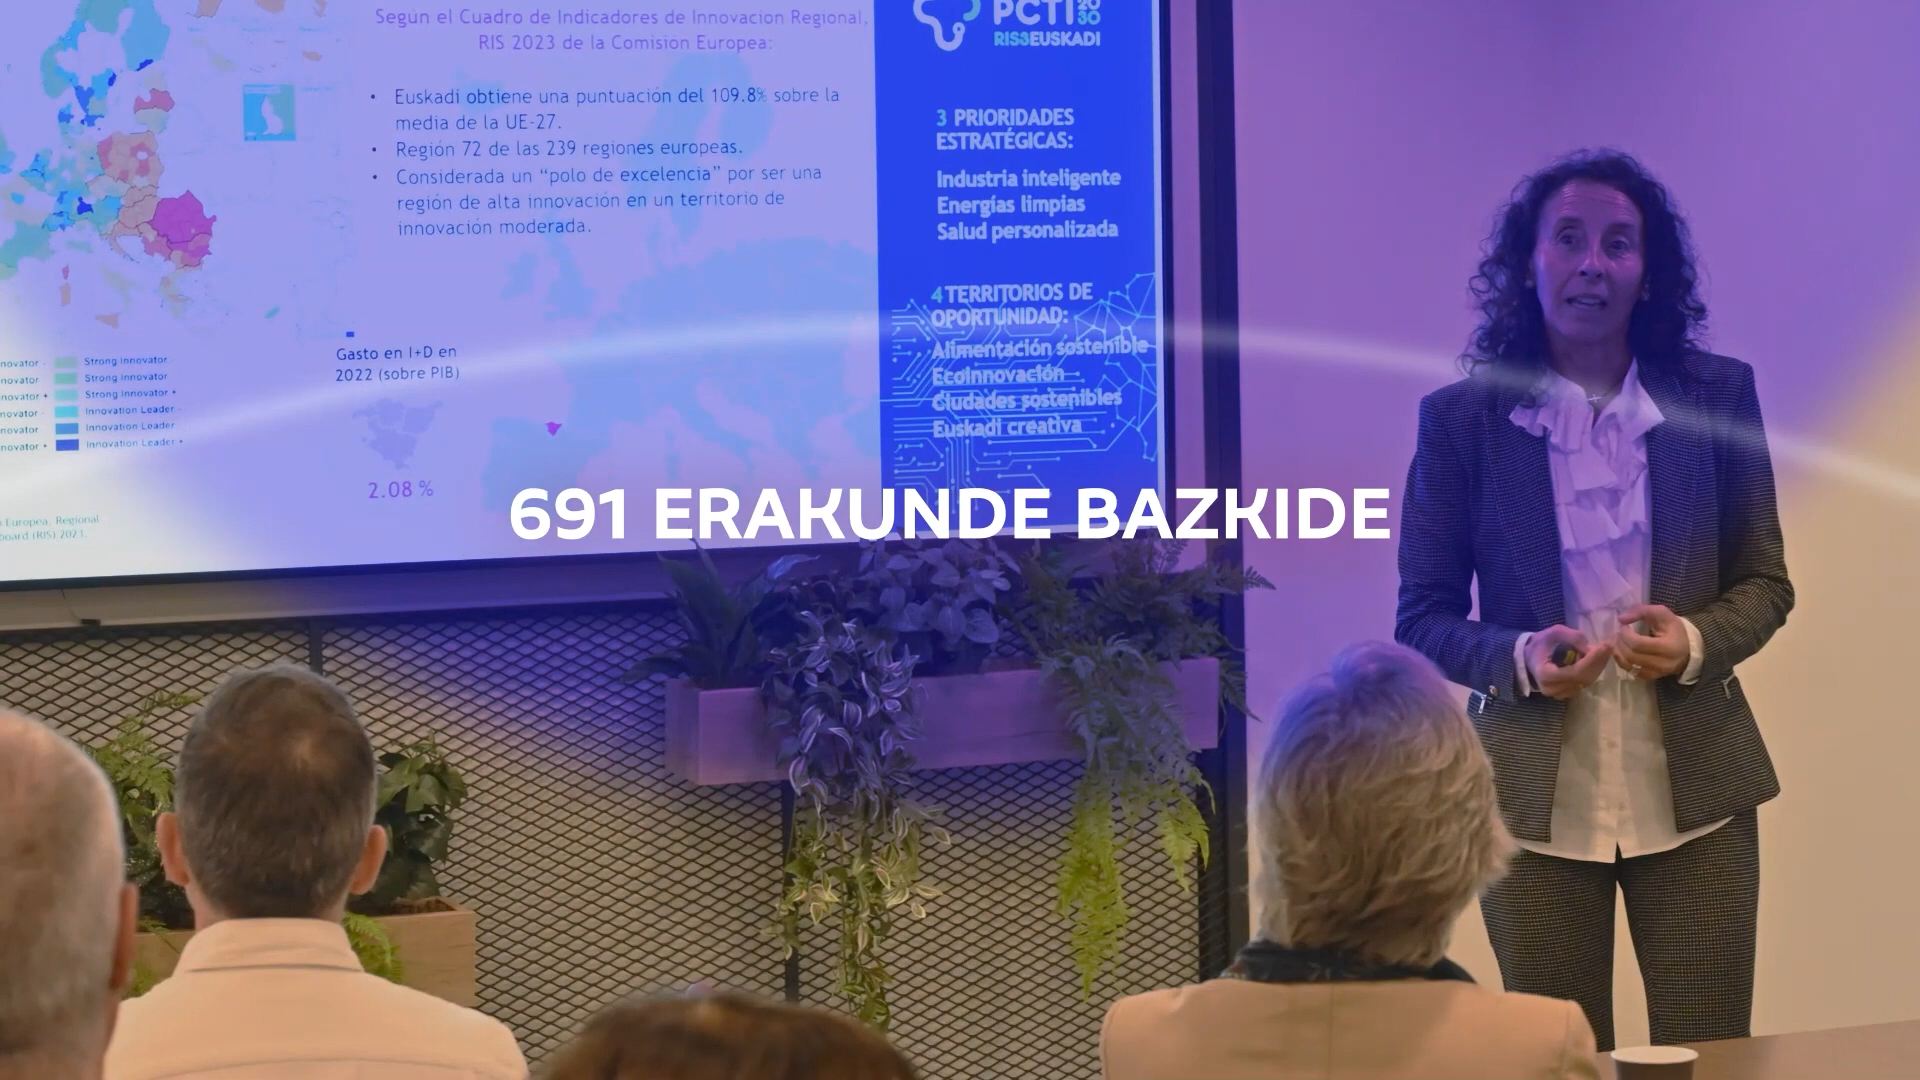 Según el Cuadro de Indicadores de Innovación Regional,
RIS 2023 de la Comisión Europea:
• Euskadi obtiene una puntuación del 109.8% sobre la
media de la UE-27.
• Región 72 de las 239 regiones europeas.
• Considerada un “polo de excelencia” por ser una
región de alta innovación en un territorio de
innovación moderada.
Strong Innovator -
Strong Innovator
Strong Innovator +
Innovation Leader -
Innovation Leader
Innovation Leader +
Gasto en I+D en
2022 (sobre PIB)
2.08 %
Europea. Regional
(RIS) 2023.
PCTI 2030
RIS3EUSKADI
3 PRIORIDADES
ESTRATÉGICAS:
Industria inteligente
Energías limpias
Salud personalizada
4 TERRITORIOS DE
OPORTUNIDAD:
Alimentación sostenible
Ecoinnovación
Ciudades sostenibles
Euskadi creativa
691 ERAKUNDE BAZKIDE